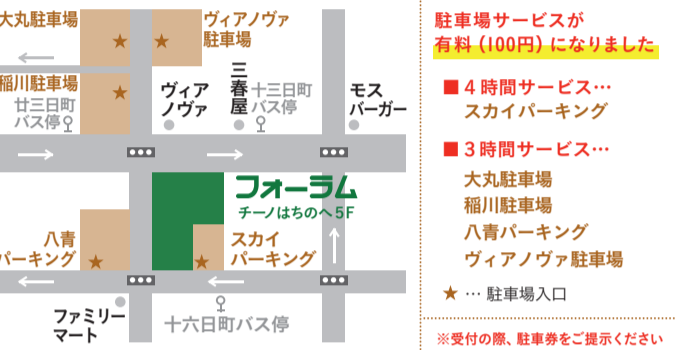 大丸駐車場
ヴィアノヴァ
駐車場
稲川駐車場
廿三日町
バス停
ヴィア
ノヴァ
三春屋
十三日町
バス停
モス
バーガー
フォーラム
チーノはちのへ5F
八青
パーキング
スカイ
パーキング
ファミリー
マート
十六日町バス停
駐車場サービスが
有料（100円）になりました
■4時間サービス…
スカイパーキング
■3時間サービス…
大丸駐車場
稲川駐車場
八青パーキング
ヴィアノヴァ駐車場
★ … 駐車場入口
※受付の際、駐車券をご提示ください